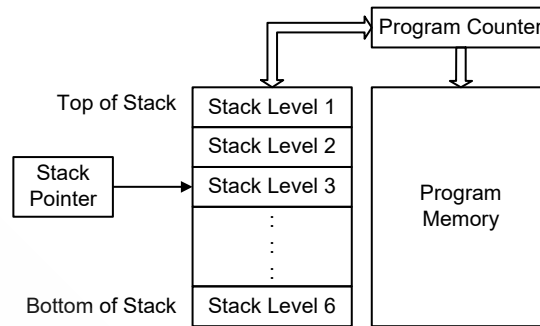 Program Counter
Top of Stack
Stack Level 1
Stack Level 2
Stack
Pointer
Stack Level 3
Program
Memory
:
:
:
Bottom of Stack
Stack Level 6